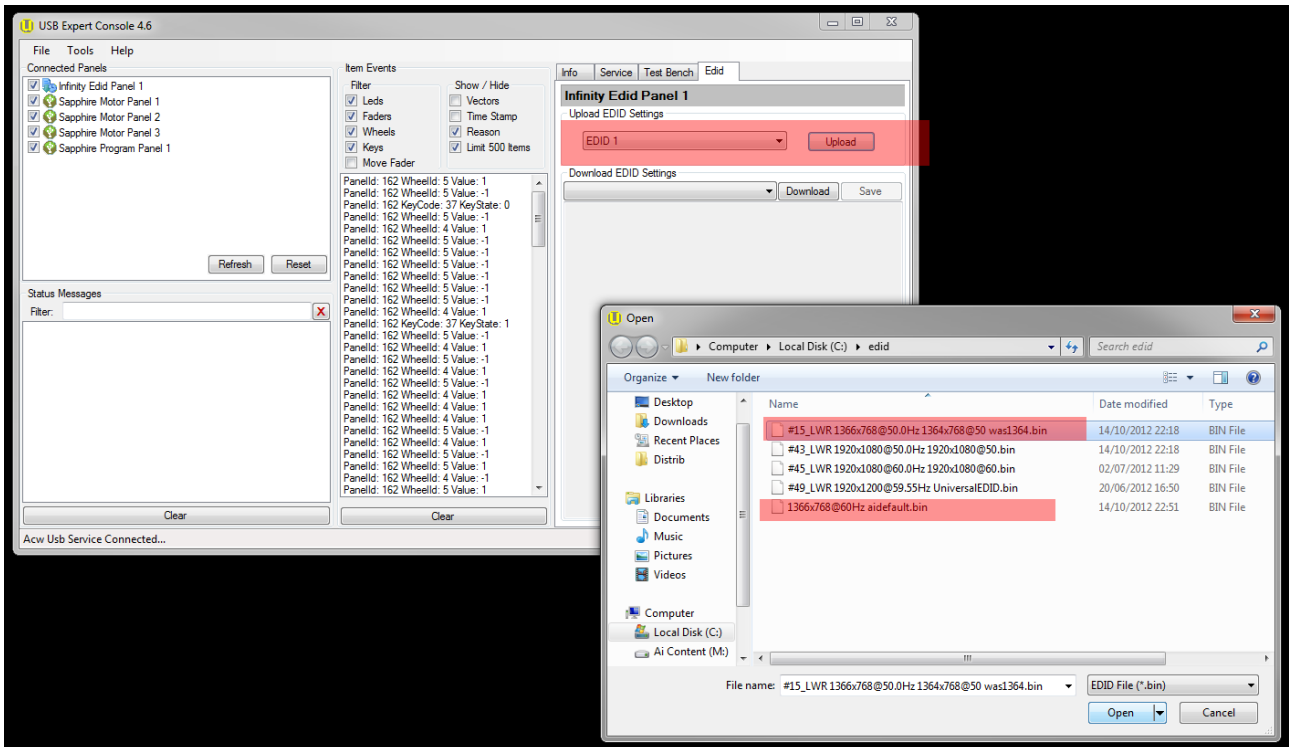 USB Expert Console 4.6
File Tools Help
Connected Panels
Infinity Edid Panel 1
Sapphire Motor Panel 1
Sapphire Motor Panel 2
Sapphire Motor Panel 3
Sapphire Program Panel 1
Refresh Reset
Status Messages
Filter:
Clear
Acw Usb Service Connected...
Item Events
Filter
Leds
Faders
Wheels
Keys
Move Fader
Show / Hide
Vectors
Time Stamp
Reason
Limit 500 Items
PanelId: 162 WheelId: 5 Value: 1
PanelId: 162 WheelId: 5 Value: -1
PanelId: 162 KeyCode: 37 KeyState: 0
PanelId: 162 WheelId: 5 Value: -1
PanelId: 162 WheelId: 4 Value: 1
PanelId: 162 WheelId: 5 Value: -1
PanelId: 162 WheelId: 5 Value: -1
PanelId: 162 WheelId: 5 Value: -1
PanelId: 162 WheelId: 5 Value: -1
PanelId: 162 WheelId: 5 Value: -1
PanelId: 162 WheelId: 5 Value: -1
PanelId: 162 WheelId: 4 Value: 1
PanelId: 162 KeyCode: 37 KeyState: 1
PanelId: 162 WheelId: 5 Value: -1
PanelId: 162 WheelId: 4 Value: 1
PanelId: 162 WheelId: 5 Value: -1
PanelId: 162 WheelId: 4 Value: 1
PanelId: 162 WheelId: 5 Value: -1
PanelId: 162 WheelId: 4 Value: 1
PanelId: 162 WheelId: 4 Value: 1
PanelId: 162 WheelId: 4 Value: 1
PanelId: 162 WheelId: 5 Value: -1
PanelId: 162 WheelId: 4 Value: 1
PanelId: 162 WheelId: 5 Value: -1
PanelId: 162 WheelId: 5 Value: 1
PanelId: 162 WheelId: 4 Value: 1
PanelId: 162 WheelId: 5 Value: 1
Clear
Info Service Test Bench Edid
Infinity Edid Panel 1
Upload EDID Settings
EDID 1 Upload
Download EDID Settings
Download Save
Open
Computer Local Disk (C:) edid
Search edid
Organize New folder
Desktop
Downloads
Recent Places
Distrib
Libraries
Documents
Music
Pictures
Videos
Computer
Local Disk (C:)
Ai Content (M:)
Name Date modified Type
#15_LWR 1366x768@50.0Hz 1364x768@50 was1364.bin 14/10/2012 22:18 BIN File
#43_LWR 1920x1080@50.0Hz 1920x1080@50.bin 14/10/2012 22:18 BIN File
#45_LWR 1920x1080@60.0Hz 1920x1080@60.bin 02/07/2012 11:29 BIN File
#49_LWR 1920x1200@59.55Hz UniversalEDID.bin 20/06/2012 16:50 BIN File
1366x768@60Hz aidefault.bin 14/10/2012 22:51 BIN File
File name: #15_LWR 1366x768@50.0Hz 1364x768@50 was1364.bin EDID File (*.bin)
Open Cancel